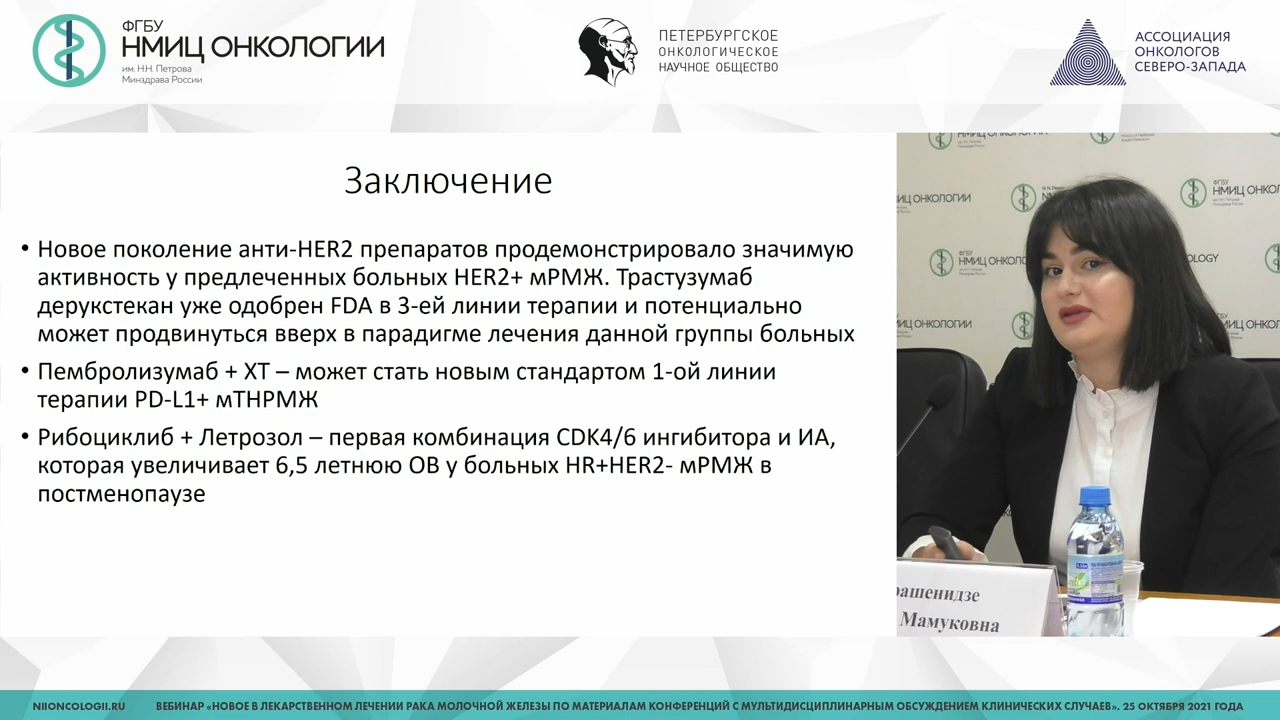 ФГБУ
НМИЦ ОНКОЛОГИИ
им. Н.Н. Петрова
Минздрава России
ПЕТЕРБУРГСКОЕ
ОНКОЛОГИЧЕСКОЕ
НАУЧНОЕ ОБЩЕСТВО
АССОЦИАЦИЯ
ОНКОЛОГОВ
СЕВЕРО-ЗАПАДА
Заключение
• Новое поколение анти-HER2 препаратов продемонстрировало значимую
активность у предлеченных больных HER2+ мРМЖ. Трастузумаб
дерукстекан уже одобрен FDA в 3-ей линии терапии и потенциально
может продвинуться вверх в парадигме лечения данной группы больных
• Пембролизумаб + ХТ – может стать новым стандартом 1-ой линии
терапии PD-L1+ мТНРМЖ
• Рибоциклиб + Летрозол – первая комбинация CDK4/6 ингибитора и ИА,
которая увеличивает 6,5 летнюю ОВ у больных HR+HER2- мРМЖ в
постменопаузе
ФГБУ
НМИЦ ОНКОЛОГИИ
рашенидзе
Мамуковна
NIIONCOLOGII.RU
ВЕБИНАР «НОВОЕ В ЛЕКАРСТВЕННОМ ЛЕЧЕНИИ РАКА МОЛОЧНОЙ ЖЕЛЕЗЫ ПО МАТЕРИАЛАМ КОНФЕРЕНЦИЙ С МУЛЬТИДИСЦИПЛИНАРНЫМ ОБСУЖДЕНИЕМ КЛИНИЧЕСКИХ СЛУЧАЕВ». 25 ОКТЯБРЯ 2021 ГОДА